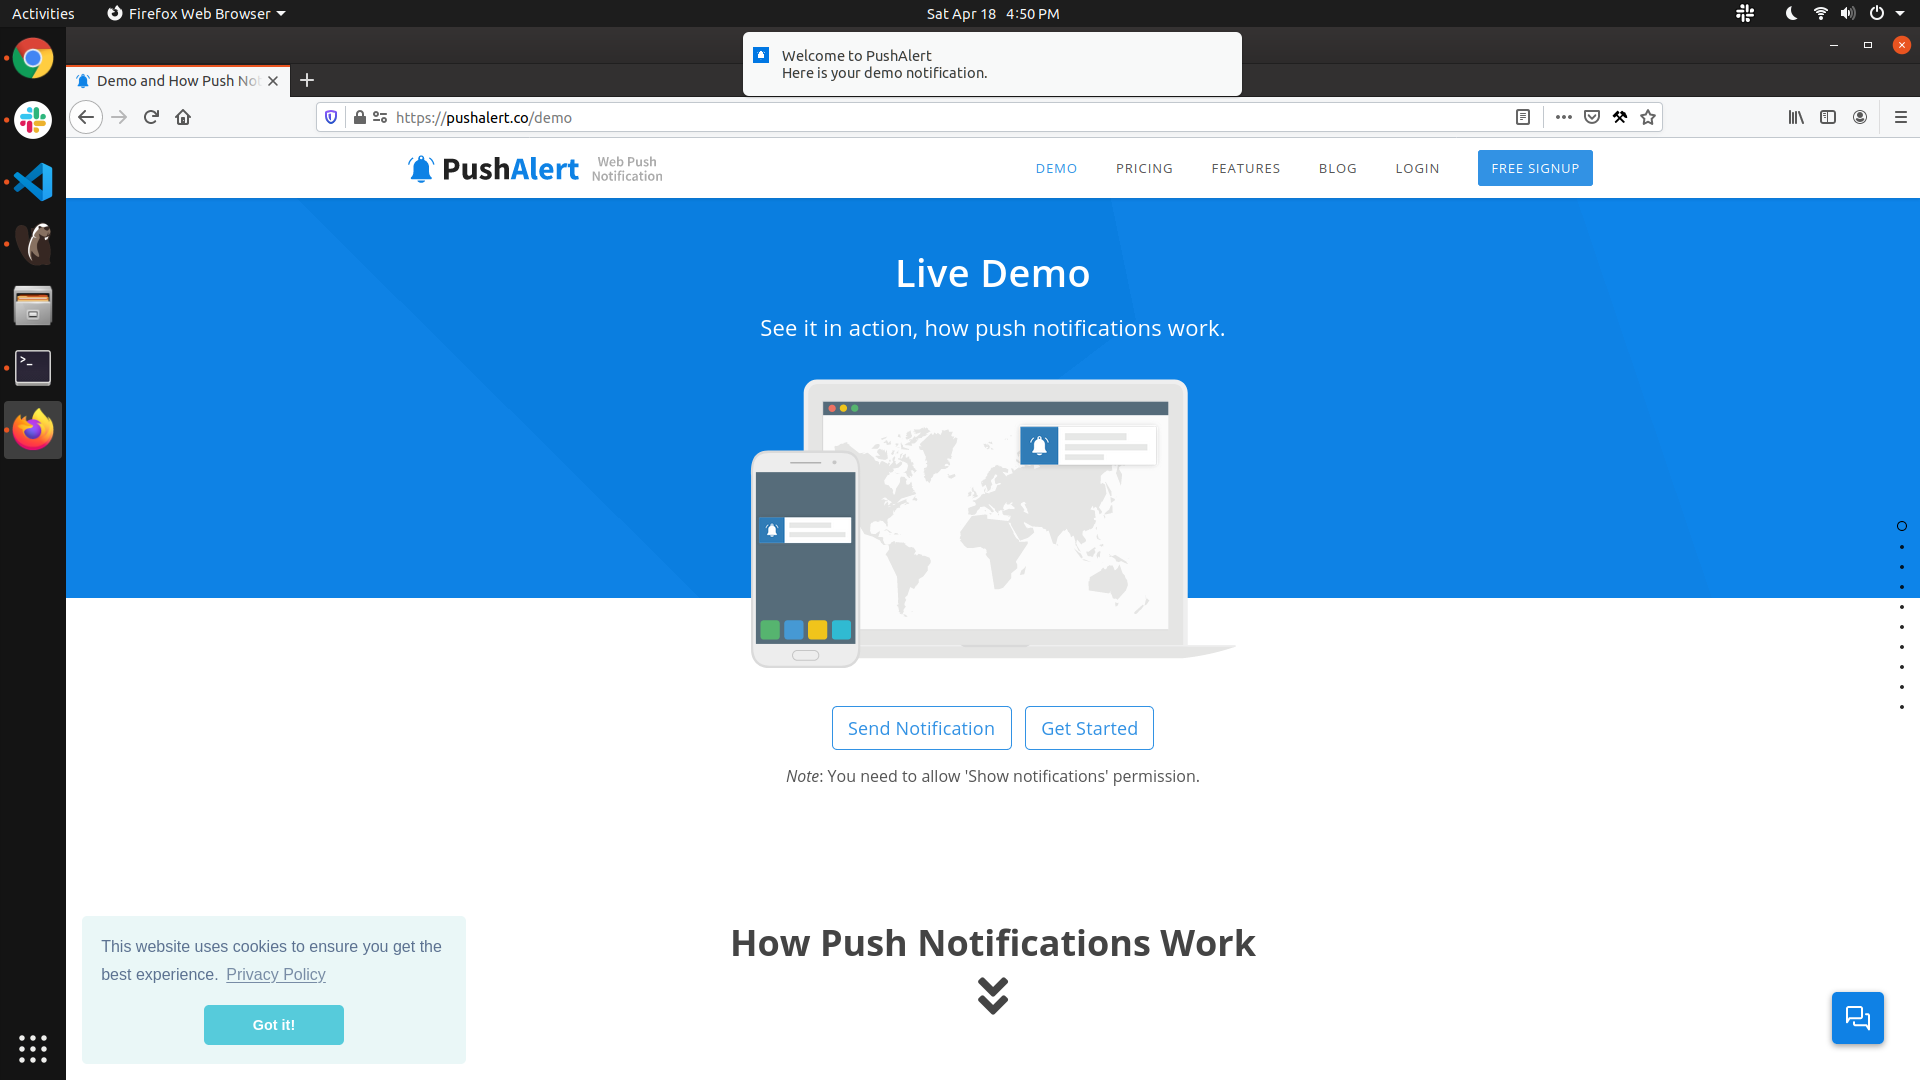 Activities
Firefox Web Browser
Sat Apr 18 4:50 PM
Welcome to PushAlert
Here is your demo notification.
Demo and How Push Not
https://pushalert.co/demo
PushAlert
Web Push
Notification
DEMO
PRICING
FEATURES
BLOG
LOGIN
FREE SIGNUP
Live Demo
See it in action, how push notifications work.
Send Notification
Get Started
Note: You need to allow 'Show notifications' permission.
How Push Notifications Work
This website uses cookies to ensure you get the
best experience. Privacy Policy
Got it!